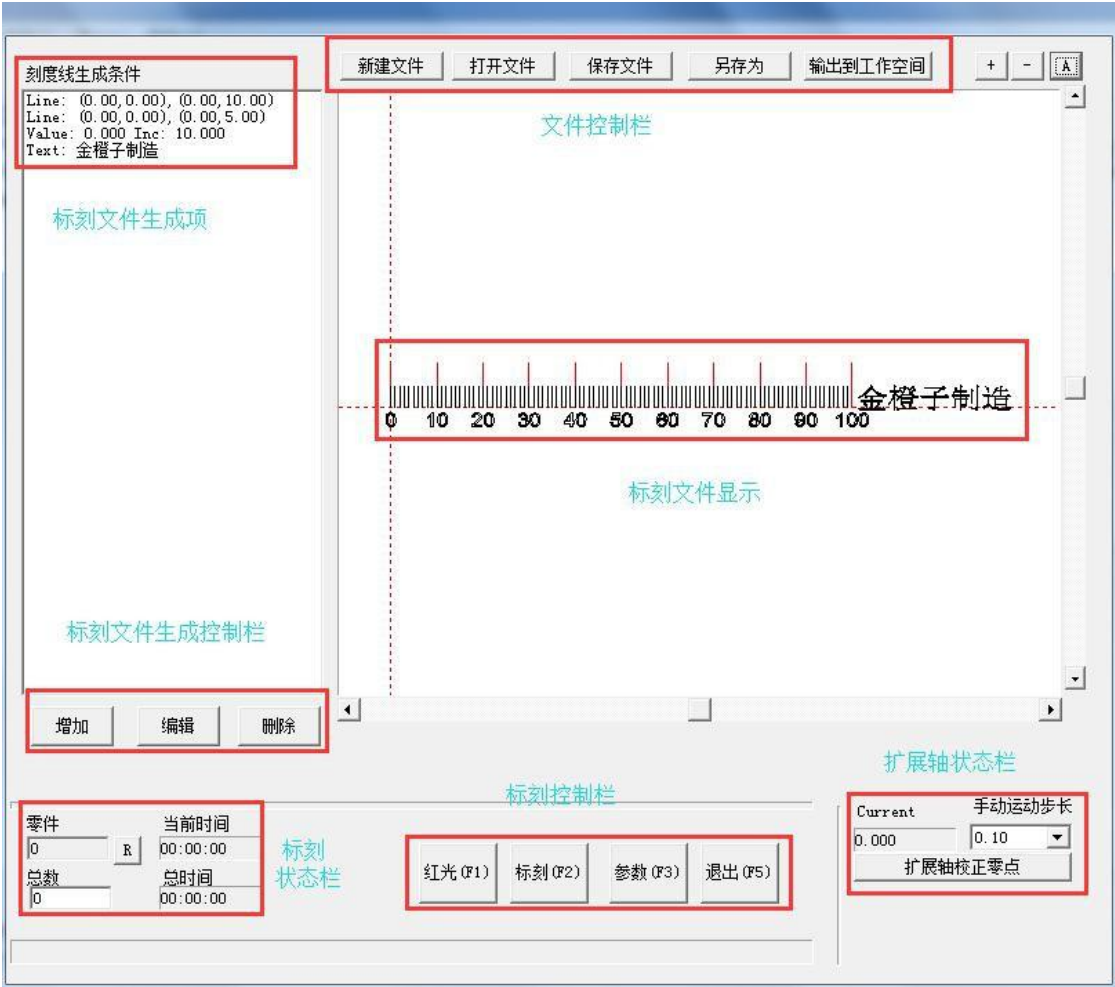 新建文件 打开文件 保存文件 另存为 输出到工作空间 + - A
刻度线生成条件
Line: (0.00,0.00), (0.00,10.00)
Line: (0.00,0.00), (0.00,5.00)
Value: 0.000 Inc: 10.000
Text: 金橙子制造
文件控制栏
标刻文件生成项
金橙子制造
0 10 20 30 40 50 60 70 80 90 100
标刻文件显示
标刻文件生成控制栏
增加 编辑 删除
扩展轴状态栏
标刻控制栏
零件 当前时间
0 R 00:00:00
总数 总时间
0 00:00:00
标刻
状态栏
红光(F1) 标刻(F2) 参数(F3) 退出(F5)
Current 手动运动步长
0.000 0.10
扩展轴校正零点